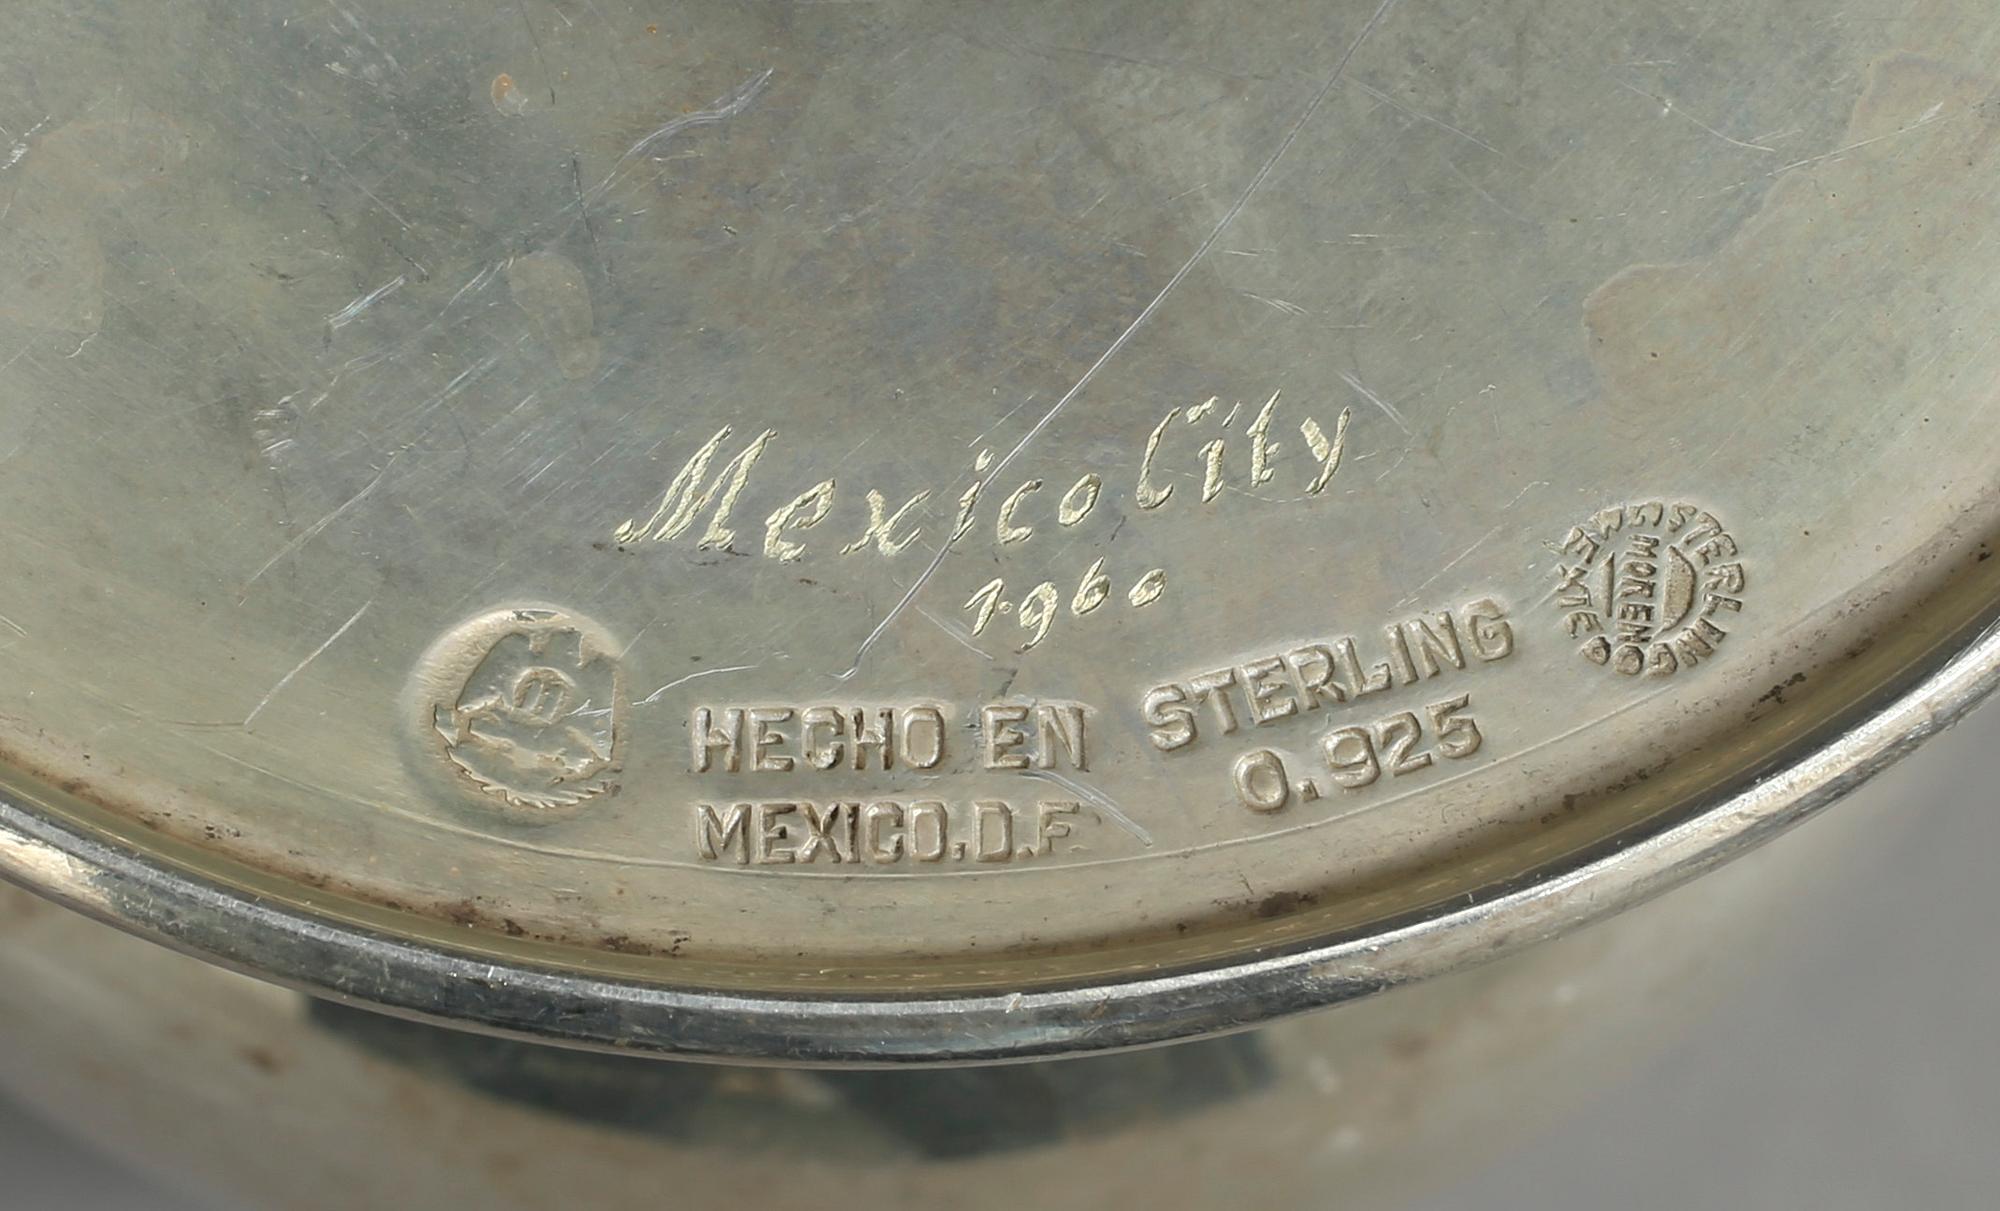 Mexico City
1960
HECHO EN
MEXICO.D.F.
STERLING
0.925
STERLING
MORENO
MEXICO